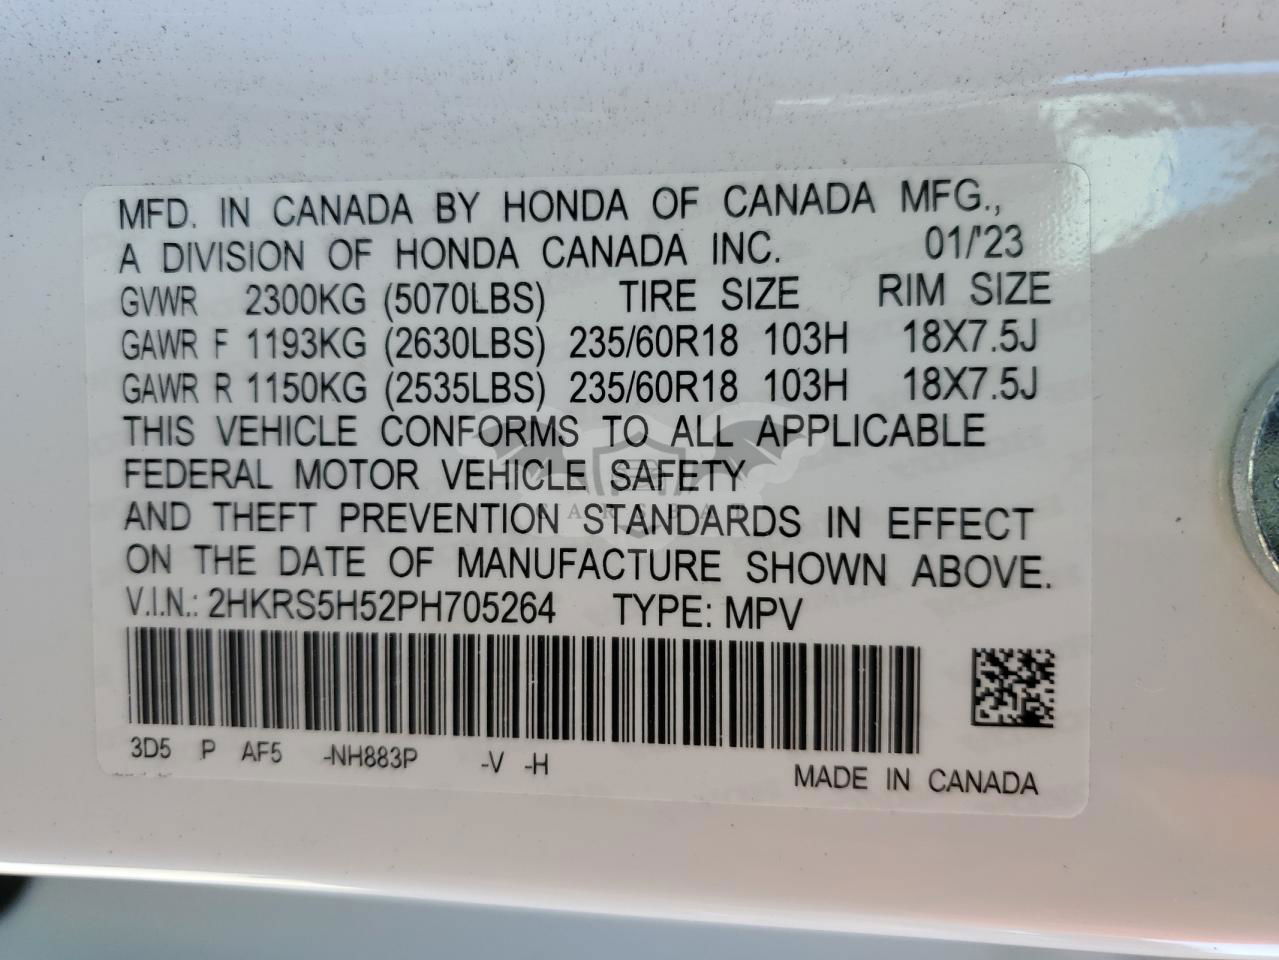 MFD. IN CANADA BY HONDA OF CANADA MFG.,
A DIVISION OF HONDA CANADA INC. 01/'23
GVWR 2300KG (5070LBS) TIRE SIZE RIM SIZE
GAWR F 1193KG (2630LBS) 235/60R18 103H 18X7.5J
GAWR R 1150KG (2535LBS) 235/60R18 103H 18X7.5J
THIS VEHICLE CONFORMS TO ALL APPLICABLE
FEDERAL MOTOR VEHICLE SAFETY
AND THEFT PREVENTION STANDARDS IN EFFECT
ON THE DATE OF MANUFACTURE SHOWN ABOVE.
V.I.N.: 2HKRS5H52PH705264 TYPE: MPV
3D5 P AF5 -NH883P -V -H
MADE IN CANADA